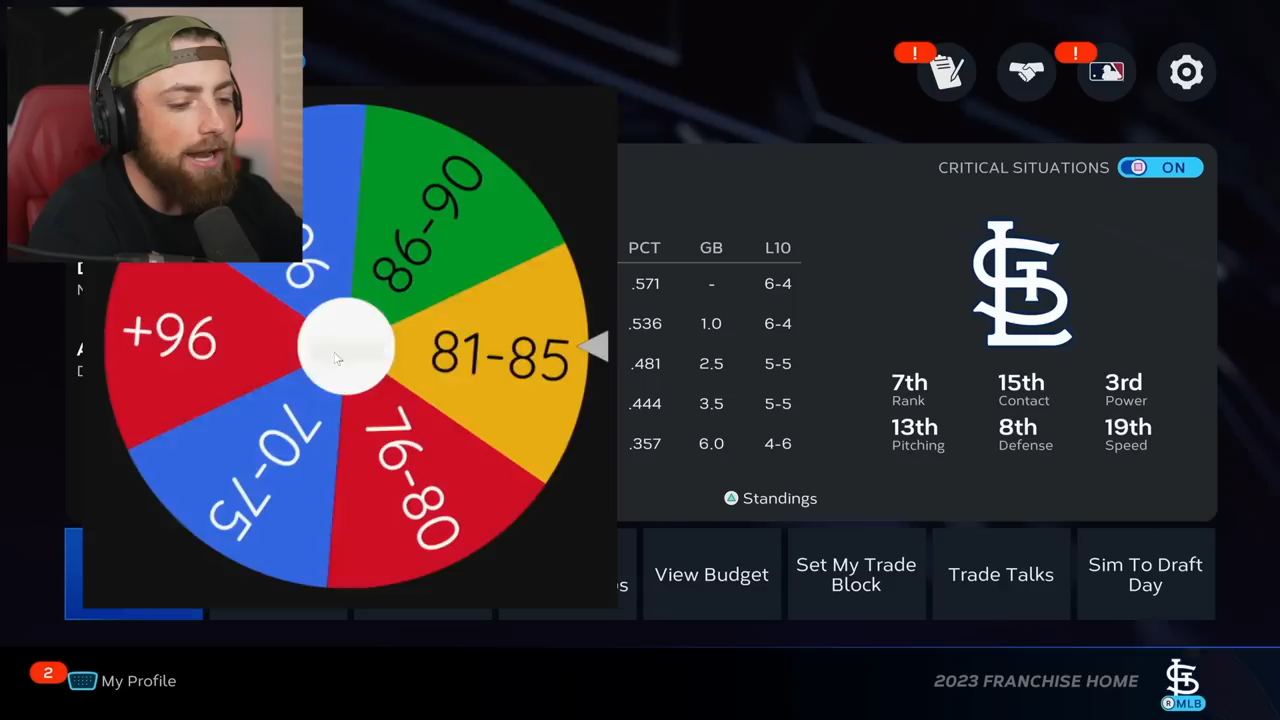 !
!
CRITICAL SITUATIONS ON
86-90
81-85
76-80
70-75
+96
PCT GB L10
.571 - 6-4
.536 1.0 6-4
.481 2.5 5-5
.444 3.5 5-5
.357 6.0 4-6
STL
7th 15th 3rd
Rank Contact Power
13th 8th 19th
Pitching Defense Speed
Standings
View Budget
Set My Trade
Block
Trade Talks
Sim To Draft
Day
2 My Profile
2023 FRANCHISE HOME
STL
R MLB